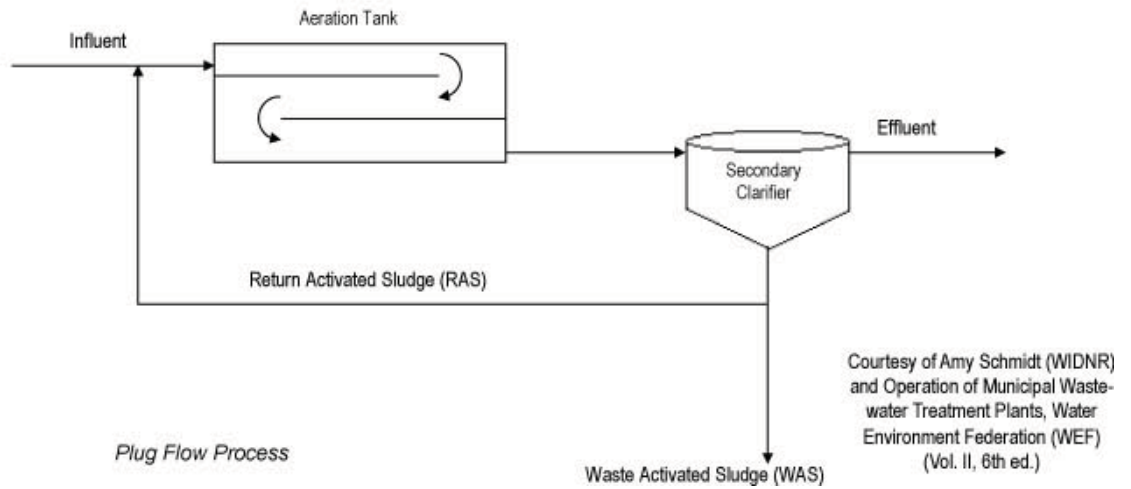 Aeration Tank
Influent
Effluent
Secondary
Clarifier
Return Activated Sludge (RAS)
Courtesy of Amy Schmidt (WIDNR)
and Operation of Municipal Waste-
water Treatment Plants, Water
Environment Federation (WEF)
(Vol. II, 6th ed.)
Plug Flow Process
Waste Activated Sludge (WAS)